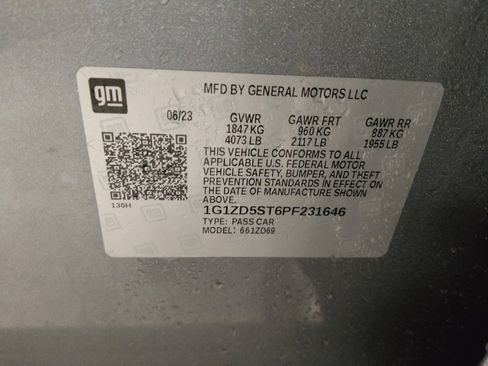 gm
MFD BY GENERAL MOTORS LLC
06/23 GVWR GAWR FRT GAWR RR
1847 KG 960 KG 887 KG
4073 LB 2117 LB 1955 LB
THIS VEHICLE CONFORMS TO ALL
APPLICABLE U.S. FEDERAL MOTOR
VEHICLE SAFETY, BUMPER, AND THEFT
PREVENTION STANDARDS IN EFFECT ON
THE DATE OF MANUFACTURE SHOWN
ABOVE.
130H
1G1ZD5ST6PF231646
TYPE: PASS CAR
MODEL: 661ZD69